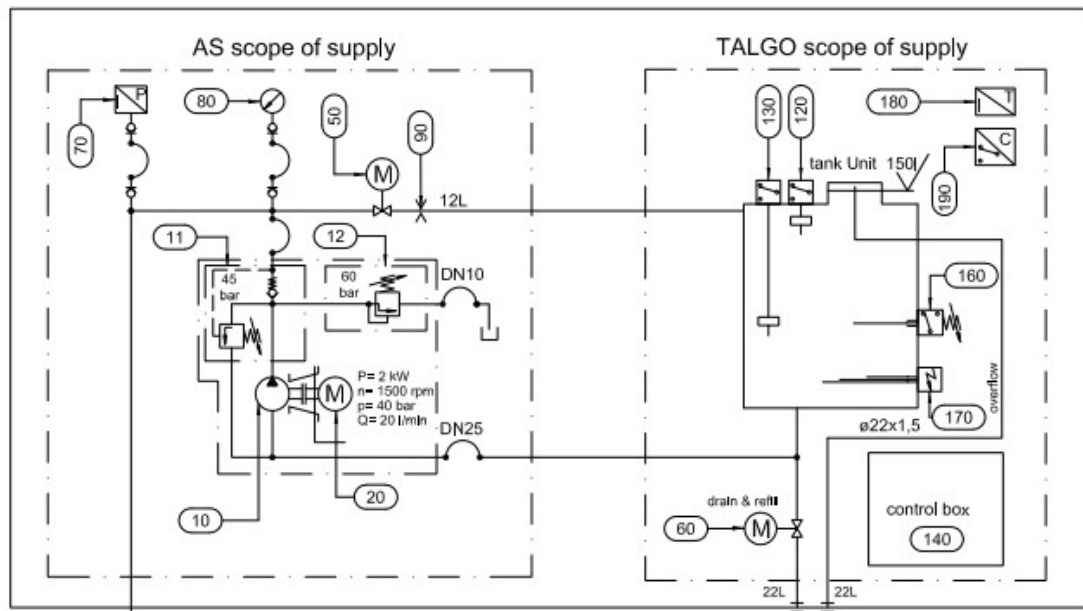 AS scope of supply
TALGO scope of supply
P
70
80
50
M
90
12L
130
120
180
T
C
190
tank Unit 150l
11
12
45
bar
60
bar
DN10
160
overflow
170
ø22x1,5
M
P= 2 kW
n= 1500 rpm
p= 40 bar
Q= 20 l/min
DN25
10
20
drain & refill
60
M
control box
140
22L
22L